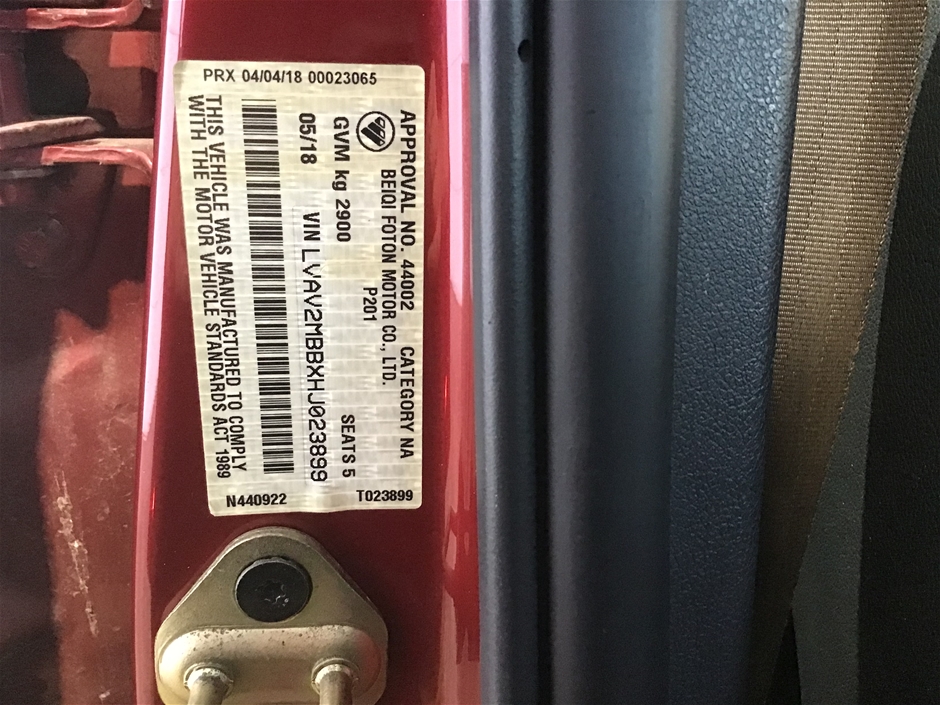 PRX 04/04/18 00023065
APPROVAL NO. 44002 CATEGORY NA
BEIQI FOTON MOTOR CO., LTD.
P201
GVM kg 2900 SEATS 5
05/18 VIN LVAV2MBBXHJ023899
THIS VEHICLE WAS MANUFACTURED TO COMPLY
WITH THE MOTOR VEHICLE STANDARDS ACT 1989
N440922 T023899